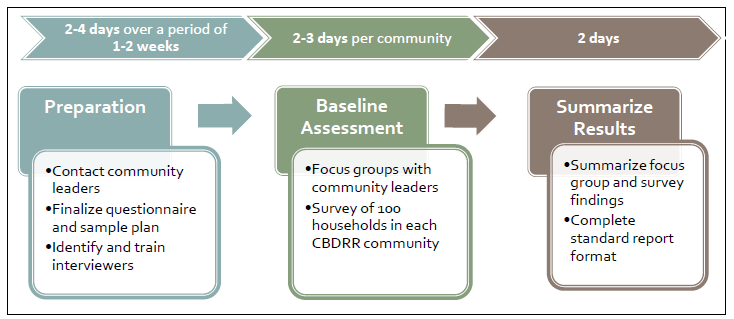 2-4 days over a period of
1-2 weeks
2-3 days per community
2 days
Preparation
•Contact community
leaders
•Finalize questionnaire
and sample plan
•Identify and train
interviewers
Baseline
Assessment
•Focus groups with
community leaders
•Survey of 100
households in each
CBDRR community
Summarize
Results
•Summarize focus
group and survey
findings
•Complete
standard report
format